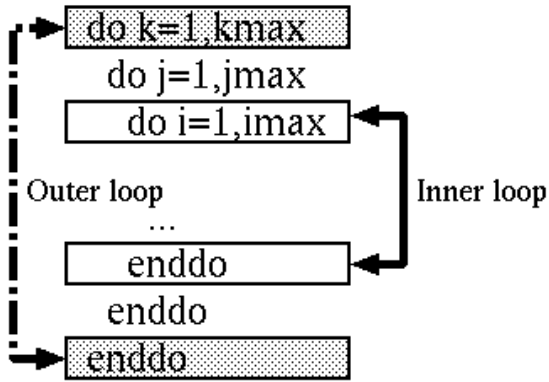 do k=1,kmax
do j=1,jmax
do i=1,imax
Outer loop
Inner loop
...
enddo
enddo
enddo